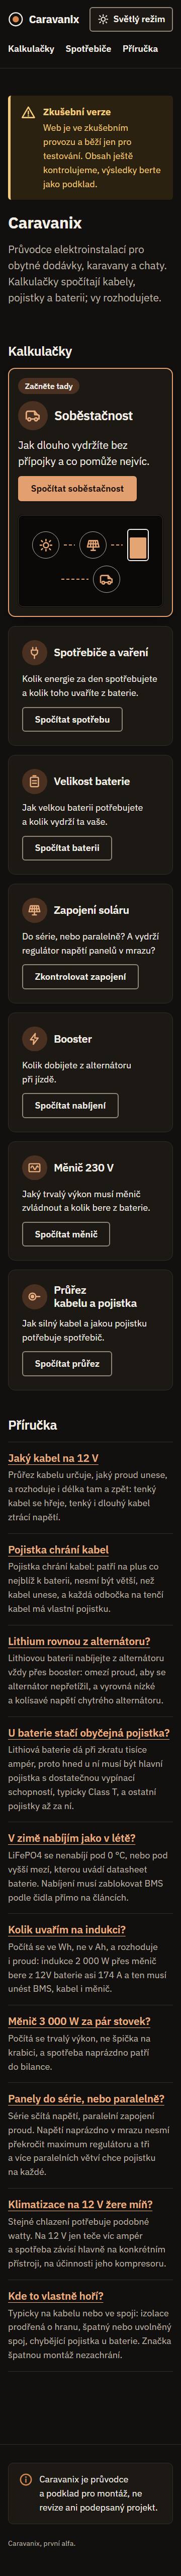 Caravanix
Světlý režim
Kalkulačky Spotřebiče Příručka
Zkušební verze
Web je ve zkušebním
provozu a běží jen pro
testování. Obsah ještě
kontrolujeme, výsledky berte
jako podklad.
Caravanix
Průvodce elektroinstalací pro
obytné dodávky, karavany a chaty.
Kalkulačky spočítají kabely,
pojistky a baterii; vy rozhodujete.
Kalkulačky
Začněte tady
Soběstačnost
Jak dlouho vydržíte bez
přípojky a co pomůže nejvíc.
Spočítat soběstačnost
Spotřebiče a vaření
Kolik energie za den spotřebujete
a kolik toho uvaříte z baterie.
Spočítat spotřebu
Velikost baterie
Jak velkou baterii potřebujete
a kolik vydrží ta vaše.
Spočítat baterii
Zapojení soláru
Do série, nebo paralelně? A vydrží
regulátor napětí panelů v mrazu?
Zkontrolovat zapojení
Booster
Kolik dobijete z alternátoru
při jízdě.
Spočítat nabíjení
Měnič 230 V
Jaký trvalý výkon musí měnič
zvládnout a kolik bere z baterie.
Spočítat měnič
Průřez
kabelu a pojistka
Jak silný kabel a jakou pojistku
potřebuje spotřebič.
Spočítat průřez
Příručka
Jaký kabel na 12 V
Průřez kabelu určuje, jaký proud unese,
a rozhoduje i délka tam a zpět: tenký
kabel se hřeje, tenký i dlouhý kabel
ztrácí napětí.
Pojistka chrání kabel
Pojistka chrání kabel: patří na plus co
nejblíž k baterii, nesmí být větší, než
kabel unese, a každá odbočka na tenčí
kabel má vlastní pojistku.
Lithium rovnou z alternátoru?
Lithiovou baterii nabíjejte z alternátoru
vždy přes booster: omezí proud, aby se
alternátor nepřetížil, a vyrovná nízké
a kolísavé napětí chytrého alternátoru.
U baterie stačí obyčejná pojistka?
Lithiová baterie dá při zkratu tisíce
ampér, proto hned u ní musí být hlavní
pojistka s dostatečnou vypínací
schopností, typicky Class T, a ostatní
pojistky až za ní.
V zimě nabíjím jako v létě?
LiFePO4 se nenabíjí pod 0 °C, nebo pod
vyšší mezí, kterou uvádí datasheet
baterie. Nabíjení musí zablokovat BMS
podle čidla přímo na článcích.
Kolik uvařím na indukci?
Počítá se ve Wh, ne v Ah, a rozhoduje
i proud: indukce 2 000 W přes měnič
bere z 12V baterie asi 174 A a ten musí
unést BMS, kabel i měnič.
Měnič 3 000 W za pár stovek?
Počítá se trvalý výkon, ne špička na
krabici, a spotřeba naprázdno patří
do bilance.
Panely do série, nebo paralelně?
Série sčítá napětí, paralelní zapojení
proud. Napětí naprázdno v mrazu nesmí
překročit maximum regulátoru a tři
a více paralelních větví chce pojistku
na každé.
Klimatizace na 12 V žere míň?
Stejné chlazení potřebuje podobné
watty. Na 12 V jen teče víc ampér
a spotřeba závisí hlavně na konkrétním
přístroji, na účinnosti jeho kompresoru.
Kde to vlastně hoří?
Typicky na kabelu nebo ve spoji: izolace
prodřená o hranu, špatný nebo uvolněný
spoj, chybějící pojistka u baterie. Značka
špatnou montáž nezachrání.
Caravanix je průvodce
a podklad pro montáž, ne
revize ani podepsaný projekt.
Caravanix, první alfa.